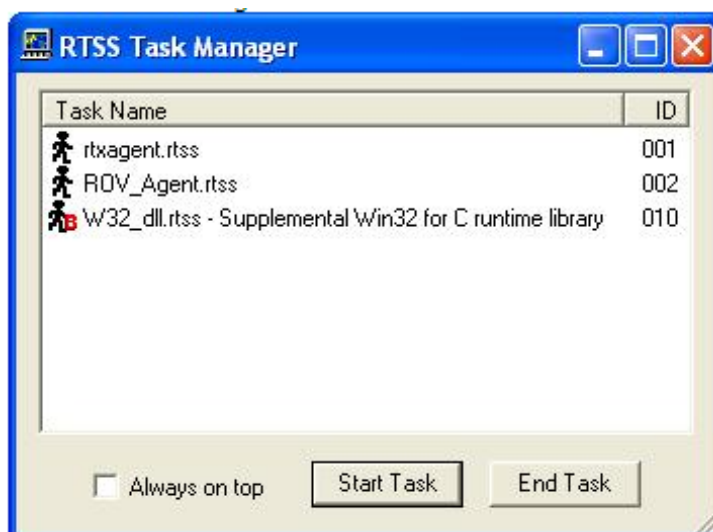 RTSS Task Manager
Task Name ID
rtxagent.rtss 001
ROV_Agent.rtss 002
W32_dll.rtss - Supplemental Win32 for C runtime library 010
Always on top Start Task End Task